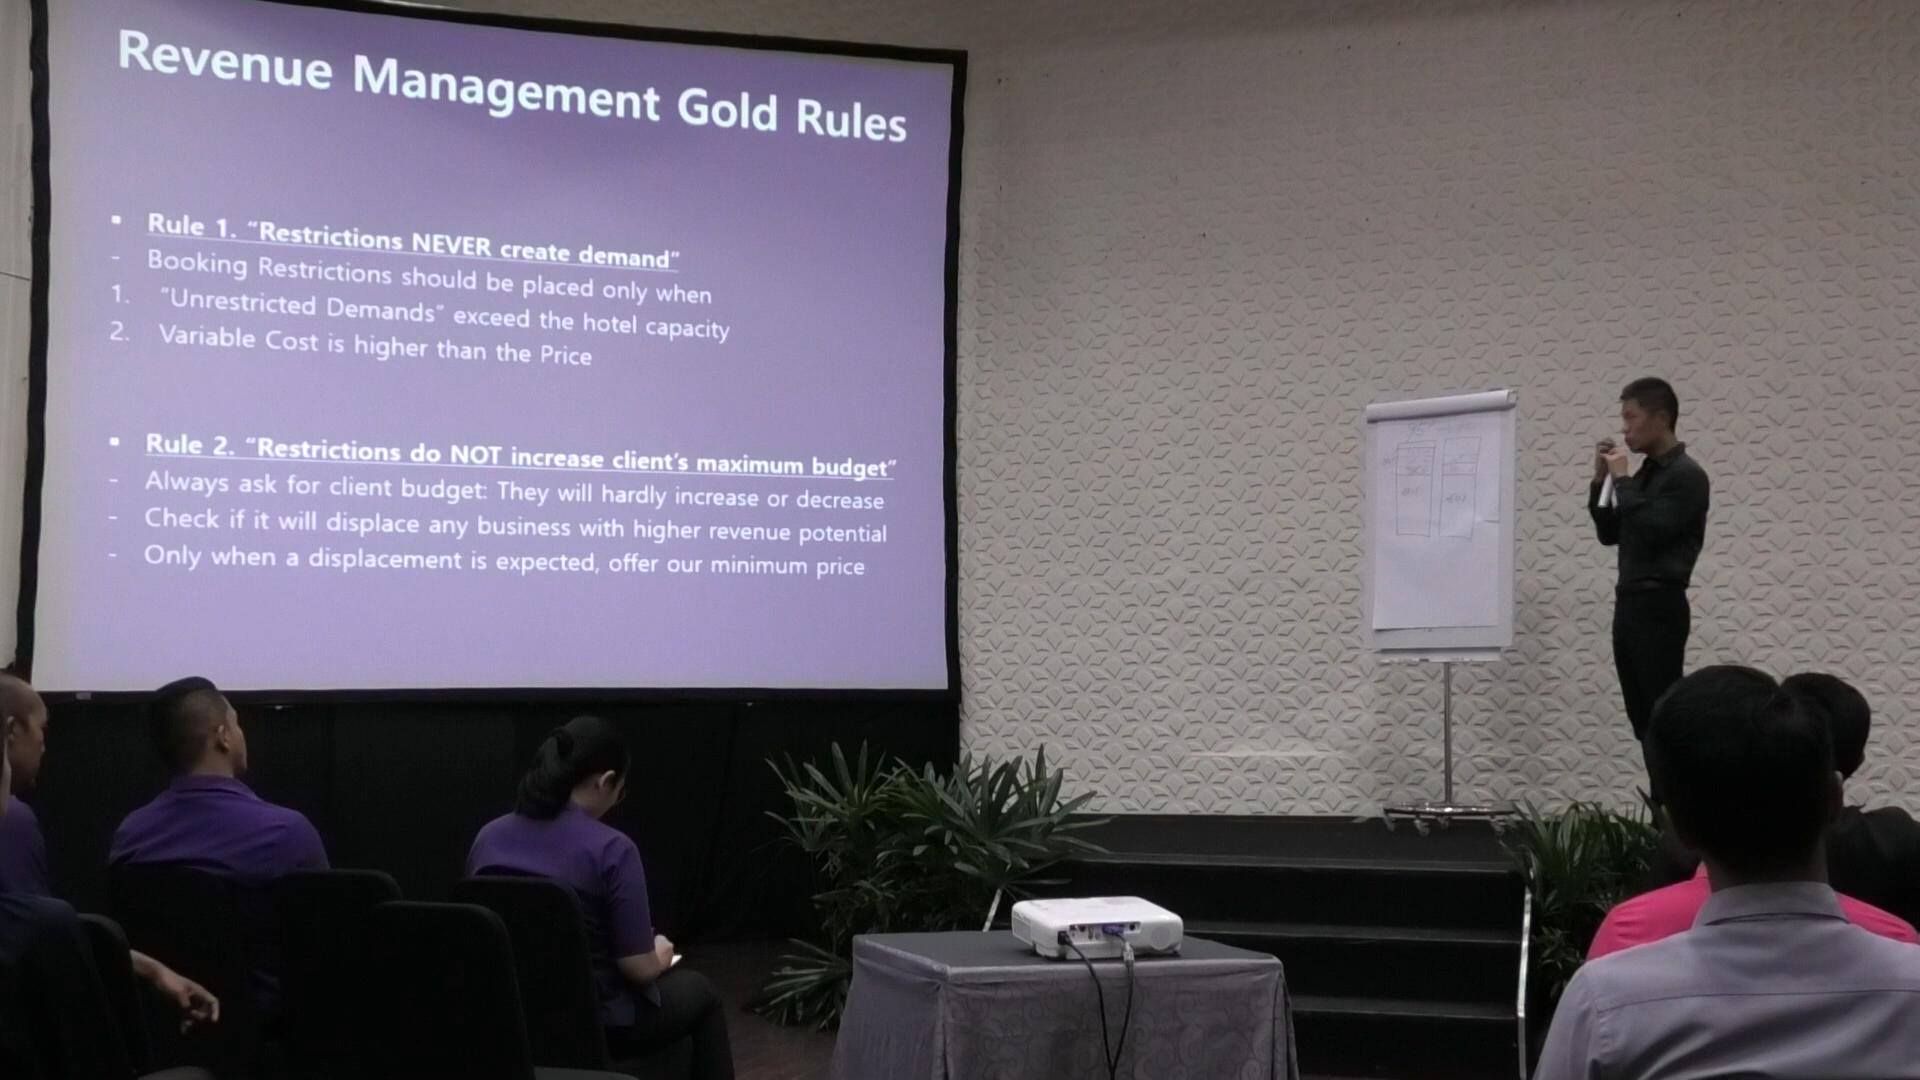 Revenue Management Gold Rules
▪ Rule 1. “Restrictions NEVER create demand”
- Booking Restrictions should be placed only when
1. “Unrestricted Demands” exceed the hotel capacity
2. Variable Cost is higher than the Price
▪ Rule 2. “Restrictions do NOT increase client’s maximum budget”
- Always ask for client budget: They will hardly increase or decrease
- Check if it will displace any business with higher revenue potential
- Only when a displacement is expected, offer our minimum price